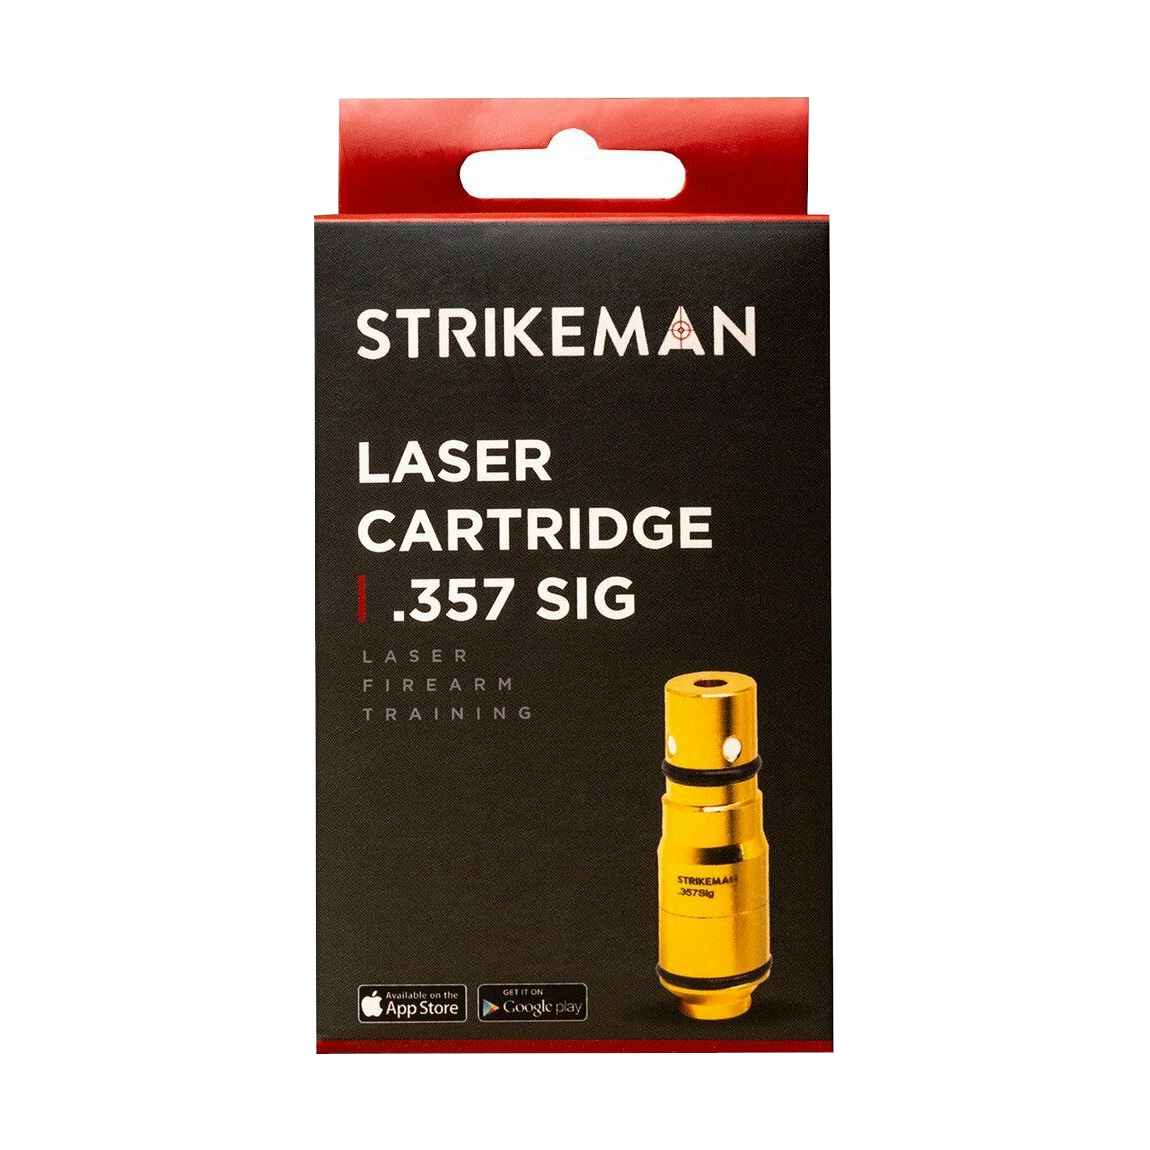 STRIKEMAN
LASER
CARTRIDGE
.357 SIG
LASER
FIREARM
TRAINING
STRIKEMAN
.357Sig
Available on the
App Store
GET IT ON
Google play